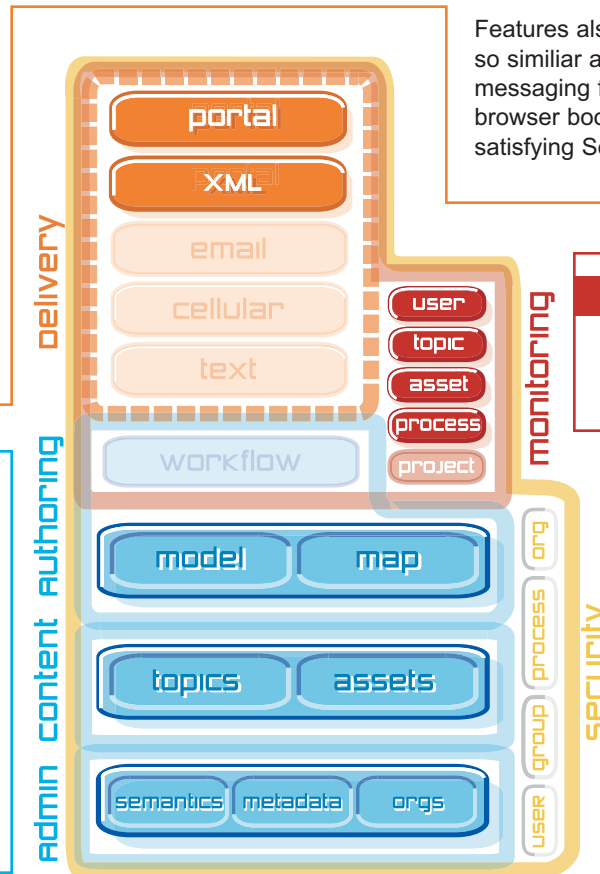 Features als
so similiar a
messaging f
browser boo
satisfying Se
Delivery
portal
XML
email
cellular
text
monitoring
user
topic
asset
process
project
workflow
authoring
model
map
content
topics
assets
admin
semantics
metadata
orgs
security
org
process
group
user